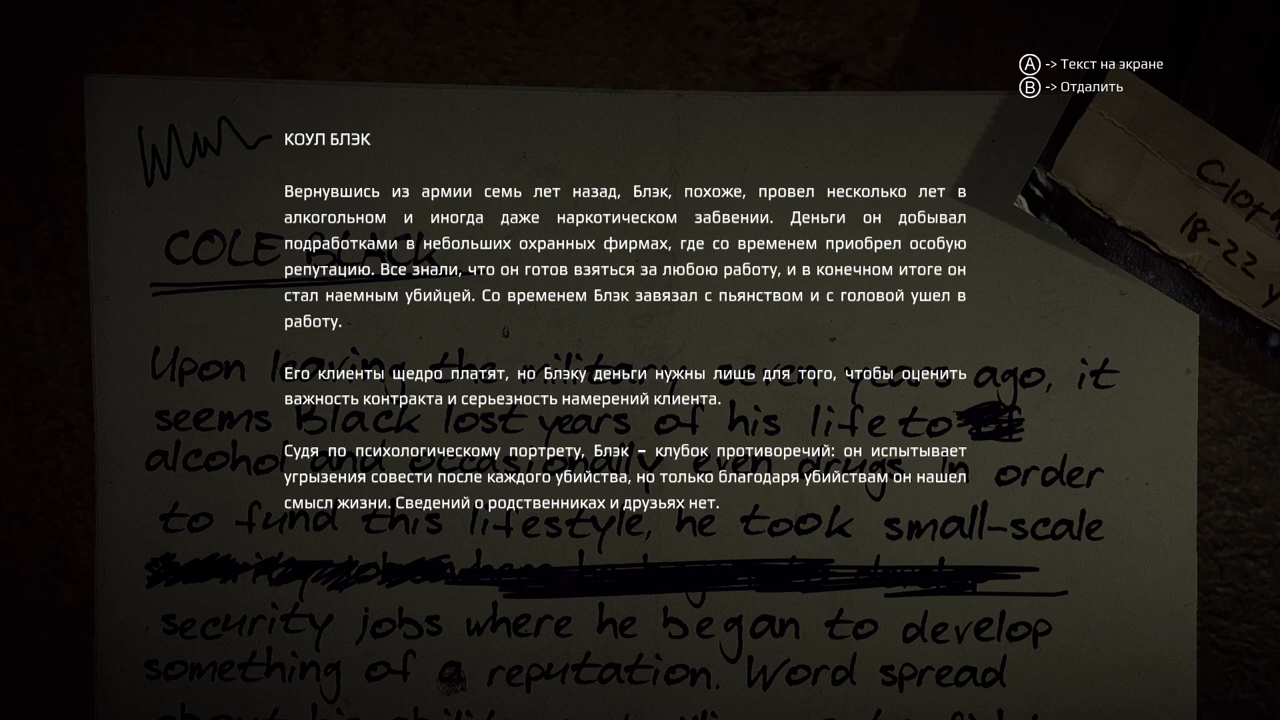 Ⓐ -> Текст на экране
Ⓑ -> Отдалить
КОУЛ БЛЭК
Вернувшись из армии семь лет назад, Блэк, похоже, провел несколько лет в
алкогольном и иногда даже наркотическом забвении. Деньги он добывал
подработками в небольших охранных фирмах, где со временем приобрел особую
репутацию. Все знали, что он готов взяться за любою работу, и в конечном итоге он
стал наемным убийцей. Со временем Блэк завязал с пьянством и с головой ушел в
работу.
Его клиенты щедро платят, но Блэку деньги нужны лишь для того, чтобы оценить
важность контракта и серьезность намерений клиента.
Судя по психологическому портрету, Блэк – клубок противоречий: он испытывает
угрызения совести после каждого убийства, но только благодаря убийствам он нашел
смысл жизни. Сведений о родственниках и друзьях нет.
COLE BLACK
Upon leaving the military seven years ago, it
seems Black lost years of his life to
alcohol and occasionally even drugs. In order
to fund this lifestyle, he took small-scale
security jobs where he began to develop
something of a reputation. Word spread
18-22